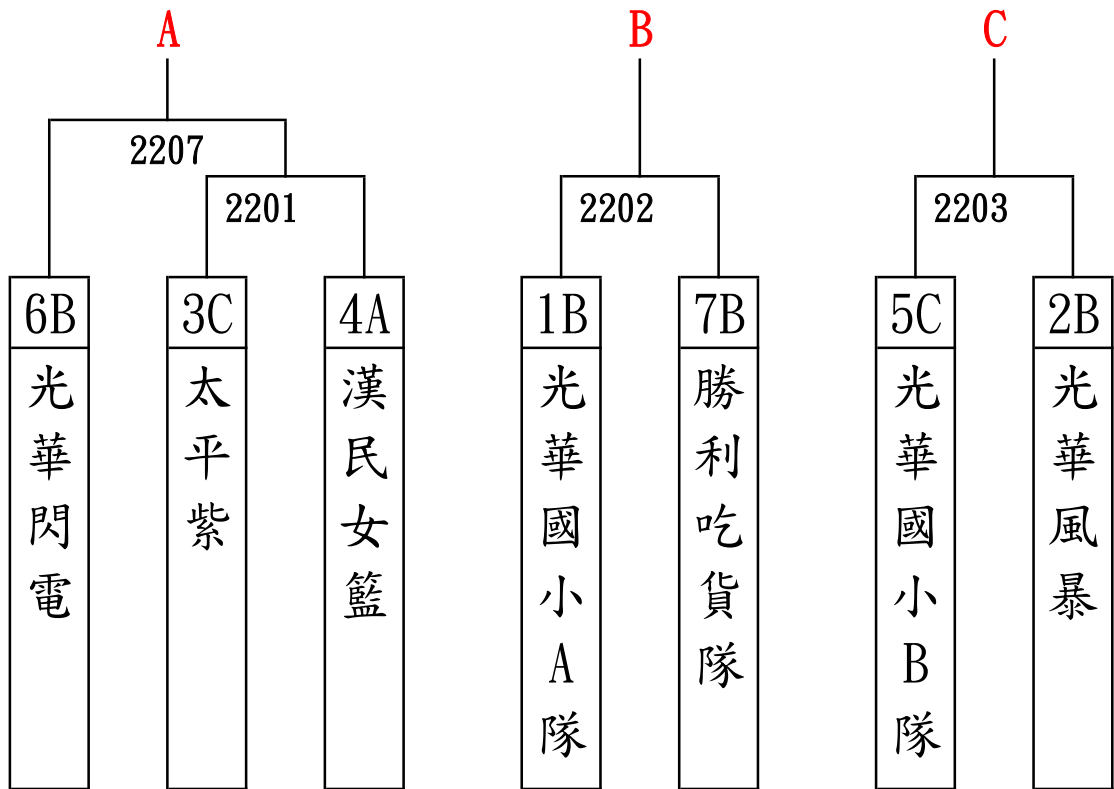 A
B
C
2207
2201
2202
2203
6B
3C
4A
1B
7B
5C
2B
光華閃電
太平紫
漢民女籃
光華國小A隊
勝利吃貨隊
光華國小B隊
光華風暴